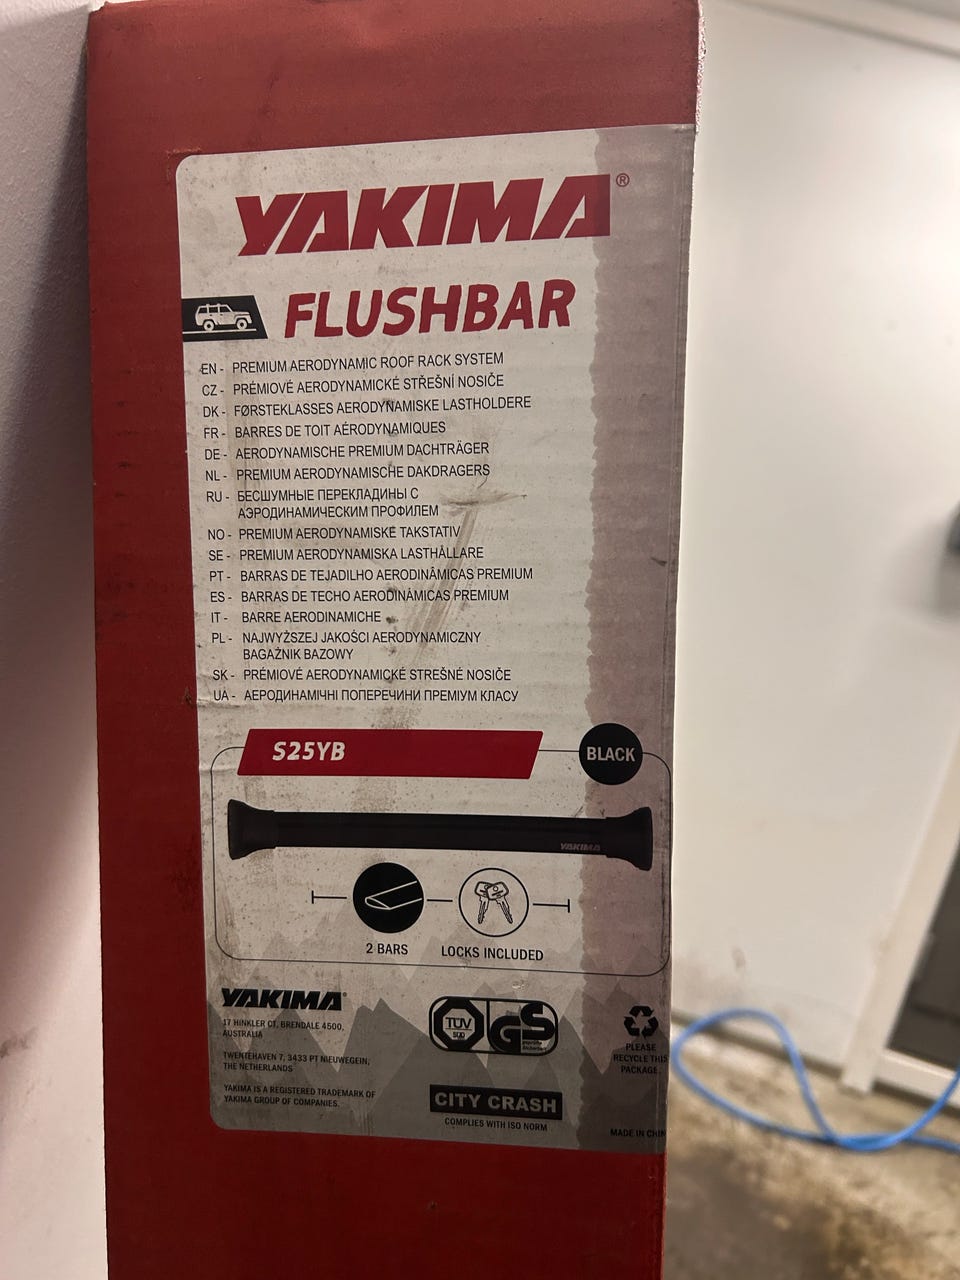 YAKIMA®
FLUSHBAR
EN - PREMIUM AERODYNAMIC ROOF RACK SYSTEM
CZ - PRÉMIOVÉ AERODYNAMICKÉ STŘEŠNÍ NOSIČE
DK - FØRSTEKLASSES AERODYNAMISKE LASTHOLDERE
FR - BARRES DE TOIT AÉRODYNAMIQUES
DE - AERODYNAMISCHE PREMIUM DACHTRÄGER
NL - PREMIUM AERODYNAMISCHE DAKDRAGERS
RU - БЕСШУМНЫЕ ПЕРЕКЛАДИНЫ С
АЭРОДИНАМИЧЕСКИМ ПРОФИЛЕМ
NO - PREMIUM AERODYNAMISKE TAKSTATIV
SE - PREMIUM AERODYNAMISKA LASTHÅLLARE
PT - BARRAS DE TEJADILHO AERODINÂMICAS PREMIUM
ES - BARRAS DE TECHO AERODINÁMICAS PREMIUM
IT - BARRE AERODINAMICHE
PL - NAJWYŻSZEJ JAKOŚCI AERODYNAMICZNY
BAGAŻNIK BAZOWY
SK - PRÉMIOVÉ AERODYNAMICKÉ STREŠNÉ NOSIČE
UA - АЕРОДИНАМІЧНІ ПОПЕРЕЧИНИ ПРЕМІУМ КЛАСУ
S25YB
BLACK
YAKIMA
2 BARS
LOCKS INCLUDED
YAKIMA®
17 HINKLER CT, BRENDALE 4500,
AUSTRALIA
TWENTEHAVEN 7, 3433 PT NIEUWEGEIN,
THE NETHERLANDS
YAKIMA IS A REGISTERED TRADEMARK OF
YAKIMA GROUP OF COMPANIES.
TÜV
SÜD
GS
geprüfte
Sicherheit
CITY CRASH
COMPLIES WITH ISO NORM
PLEASE
RECYCLE THIS
PACKAGE.
MADE IN CHIN